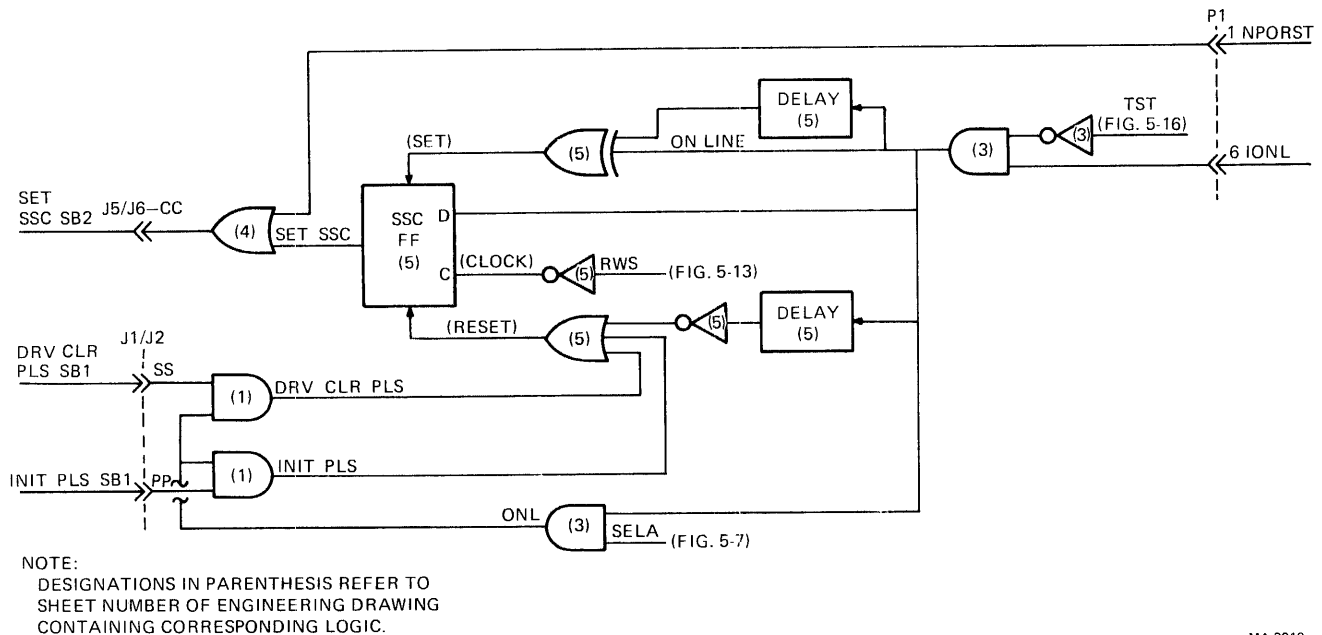 P1
1 NPORST
DELAY
(5)
TST
(FIG. 5-16)
(3)
(SET)
(5)
ON LINE
(3)
6 IONL
SET
SSC SB2
J5/J6-CC
(4)
SET SSC
SSC
FF
(5)
D
C
(CLOCK)
(5)
RWS
(FIG. 5-13)
(RESET)
(5)
(5)
DELAY
(5)
J1/J2
DRV CLR
PLS SB1
SS
(1)
DRV CLR PLS
INIT PLS SB1
PP
(1)
INIT PLS
ONL
(3)
SELA
(FIG. 5-7)
NOTE:
DESIGNATIONS IN PARENTHESIS REFER TO
SHEET NUMBER OF ENGINEERING DRAWING
CONTAINING CORRESPONDING LOGIC.